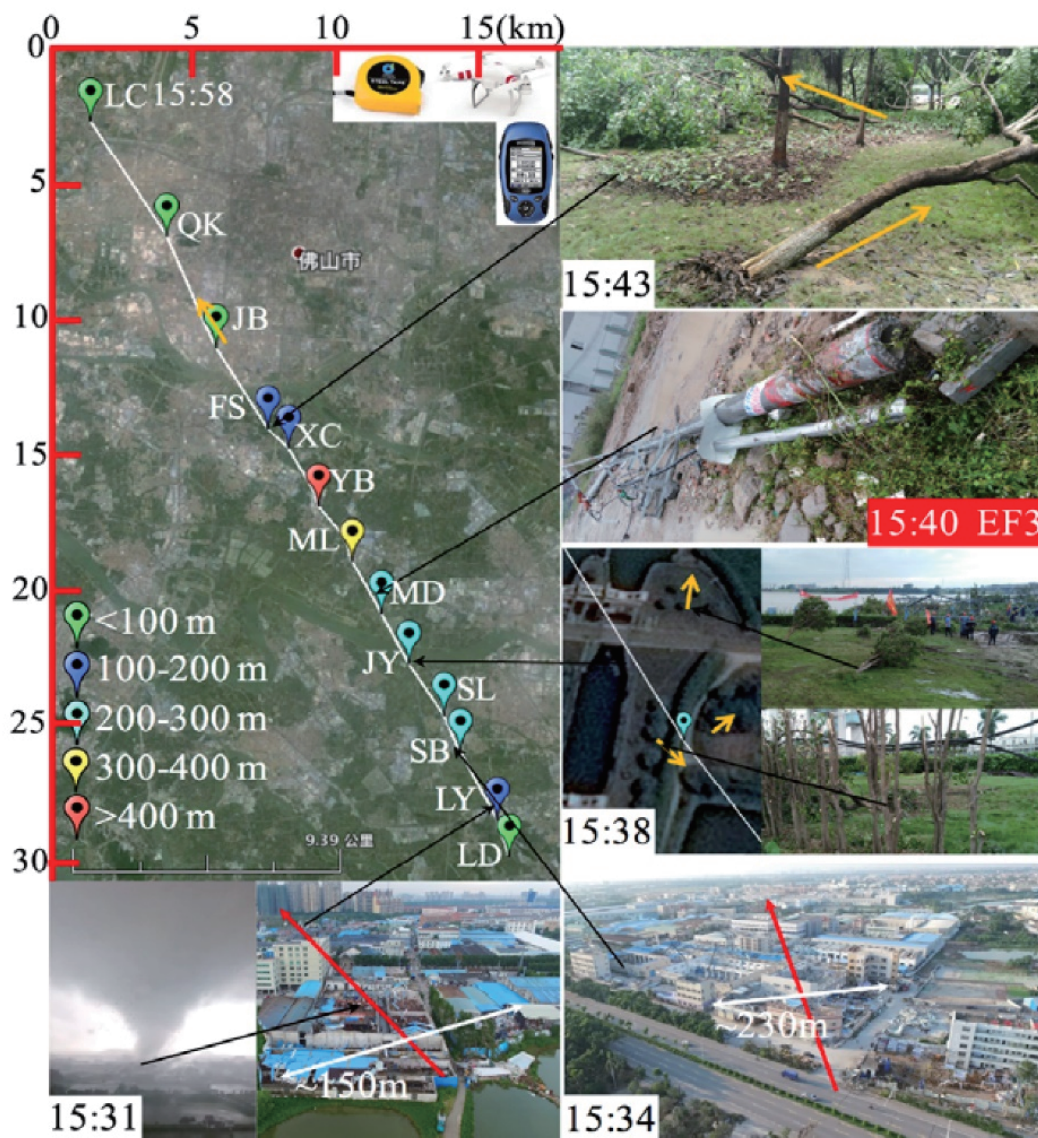 0
5
10
15(km)
LC 15:58
5
QK
佛山市
10
JB
FS
XC
15
YB
ML
20
MD
<100 m
JY
100-200 m
SL
25
200-300 m
SB
300-400 m
LY
>400 m
9.39 公里
LD
30
15:43
15:40 EF3
15:38
15:31
~150m
~230m
15:34